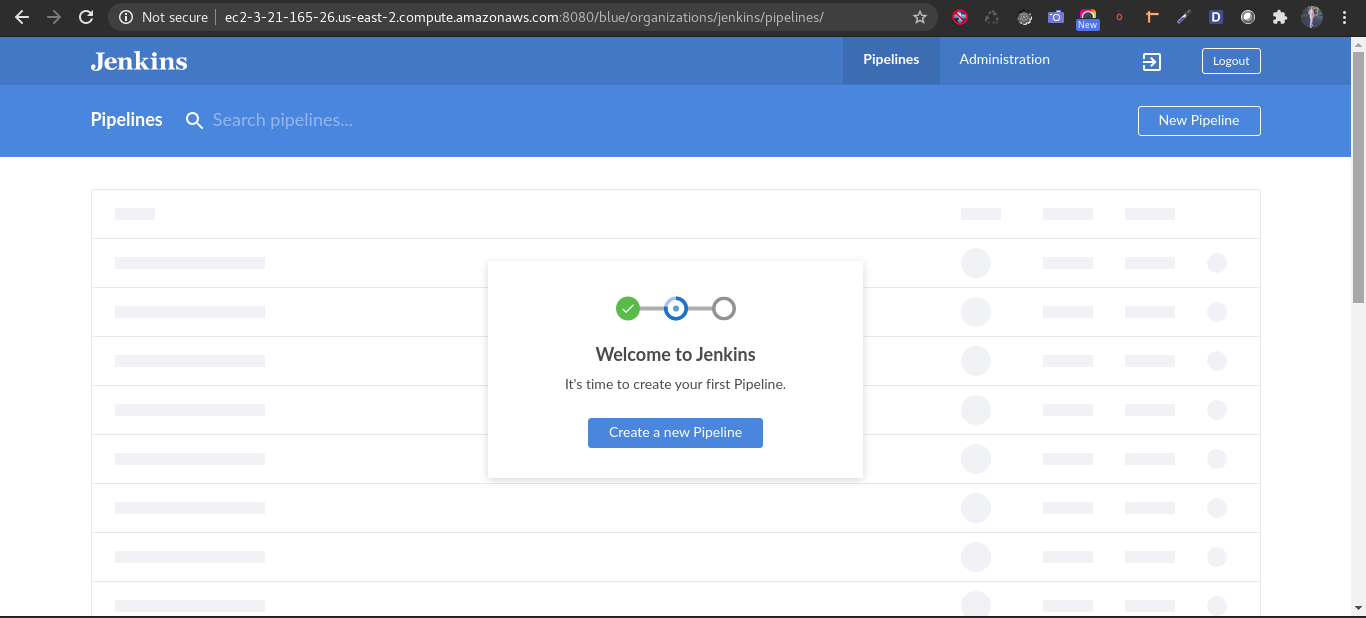 Not secure ec2-3-21-165-26.us-east-2.compute.amazonaws.com:8080/blue/organizations/jenkins/pipelines/
New
D
Jenkins Pipelines Administration Logout
Pipelines Search pipelines... New Pipeline
Welcome to Jenkins
It's time to create your first Pipeline.
Create a new Pipeline